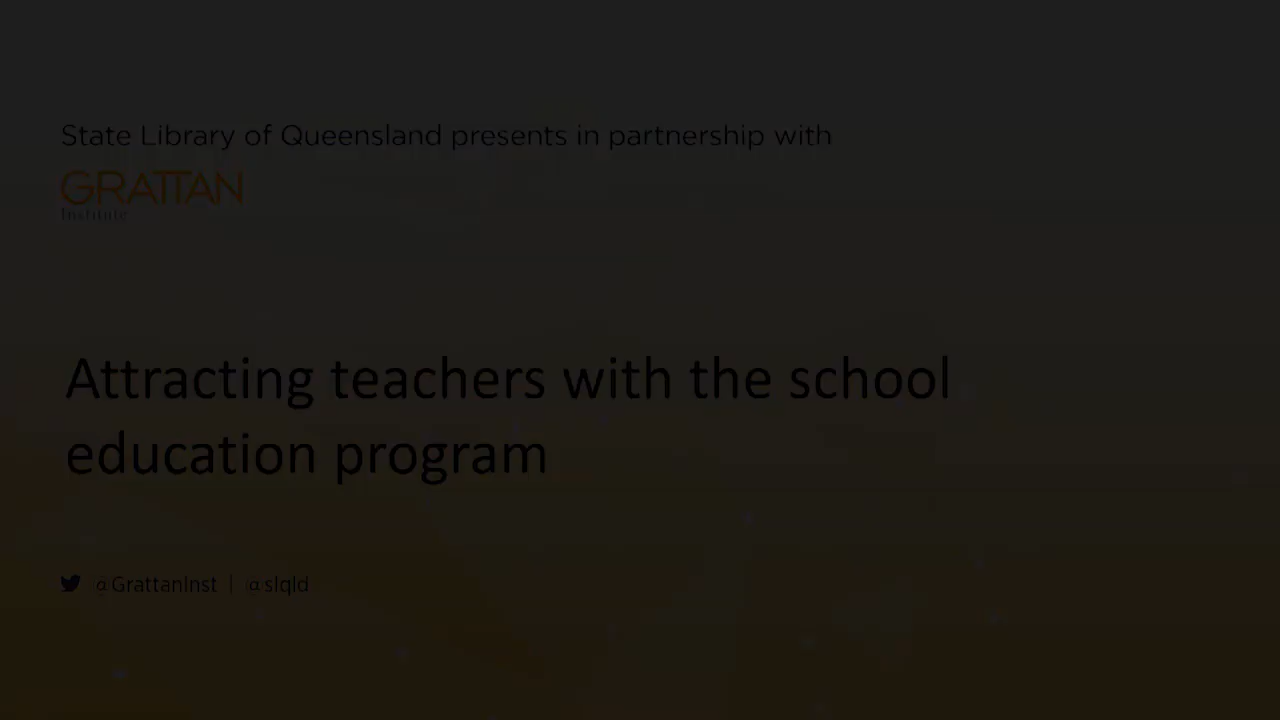 State Library of Queensland presents in partnership with
GRATTAN
Institute
Attracting teachers with the school
education program
@GrattanInst | @slqld